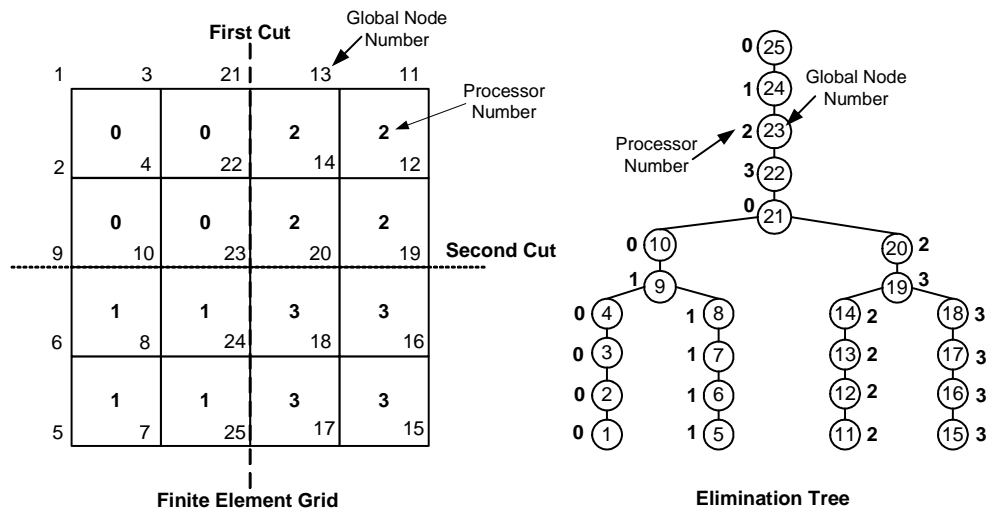 First Cut
Global Node
Number
1 3 21 13 11
Processor
Number
0 0 2 2
2 4 22 14 12
0 0 2 2
9 10 23 20 19
Second Cut
1 1 3 3
6 8 24 18 16
1 1 3 3
5 7 25 17 15
Finite Element Grid
0 25
1 24
Global Node
Number
Processor
Number
2 23
3 22
0 21
0 10 20 2
1 9 19 3
0 4 1 8 14 2 18 3
0 3 1 7 13 2 17 3
0 2 1 6 12 2 16 3
0 1 1 5 11 2 15 3
Elimination Tree